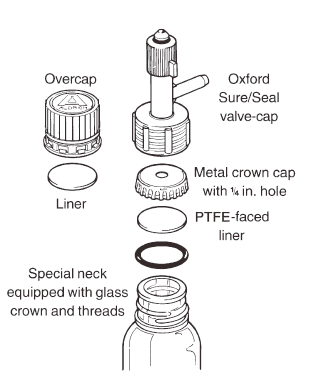 Overcap
Oxford
Sure/Seal
valve-cap
Metal crown cap
with ¼ in. hole
Liner
PTFE-faced
liner
Special neck
equipped with glass
crown and threads